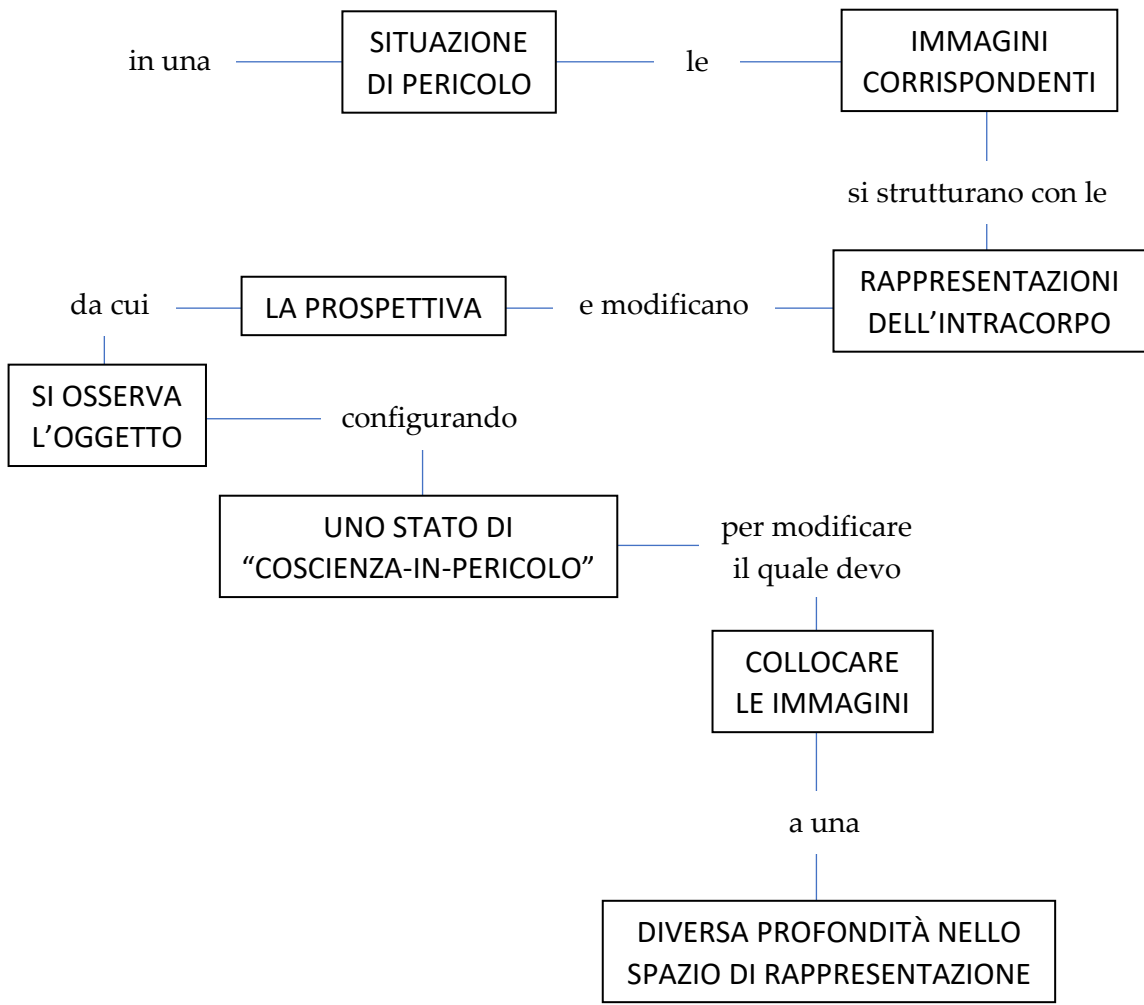 in una
SITUAZIONE
DI PERICOLO
le
IMMAGINI
CORRISPONDENTI
si strutturano con le
RAPPRESENTAZIONI
DELL’INTRACORPO
e modificano
LA PROSPETTIVA
da cui
SI OSSERVA
L’OGGETTO
configurando
UNO STATO DI
“COSCIENZA-IN-PERICOLO”
per modificare
il quale devo
COLLOCARE
LE IMMAGINI
a una
DIVERSA PROFONDITÀ NELLO
SPAZIO DI RAPPRESENTAZIONE